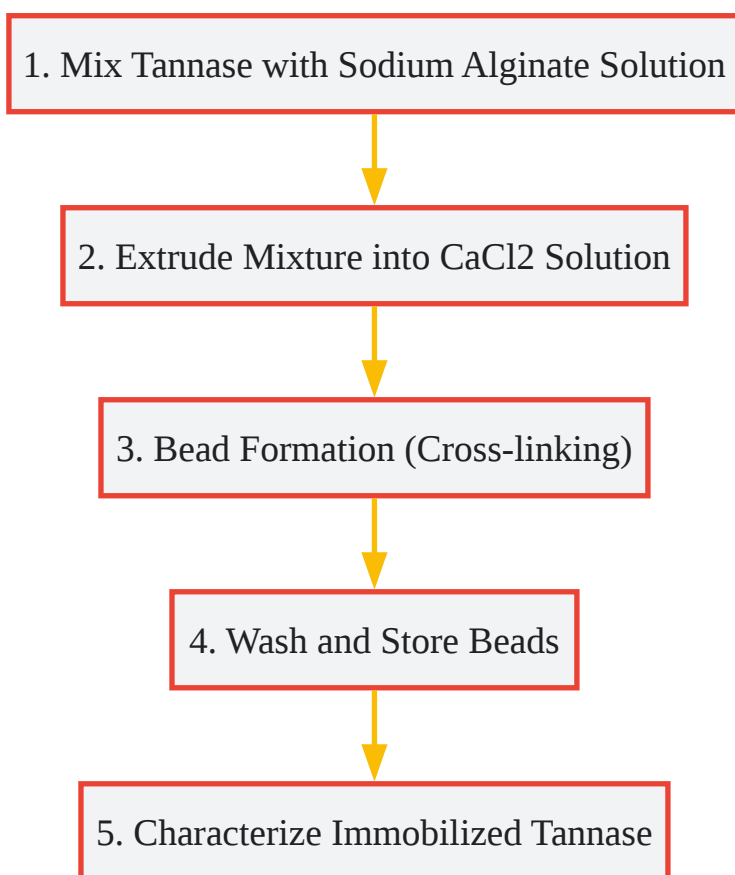 1. Mix Tannase with Sodium Alginate Solution
2. Extrude Mixture into CaCl2 Solution
3. Bead Formation (Cross-linking)
4. Wash and Store Beads
5. Characterize Immobilized Tannase